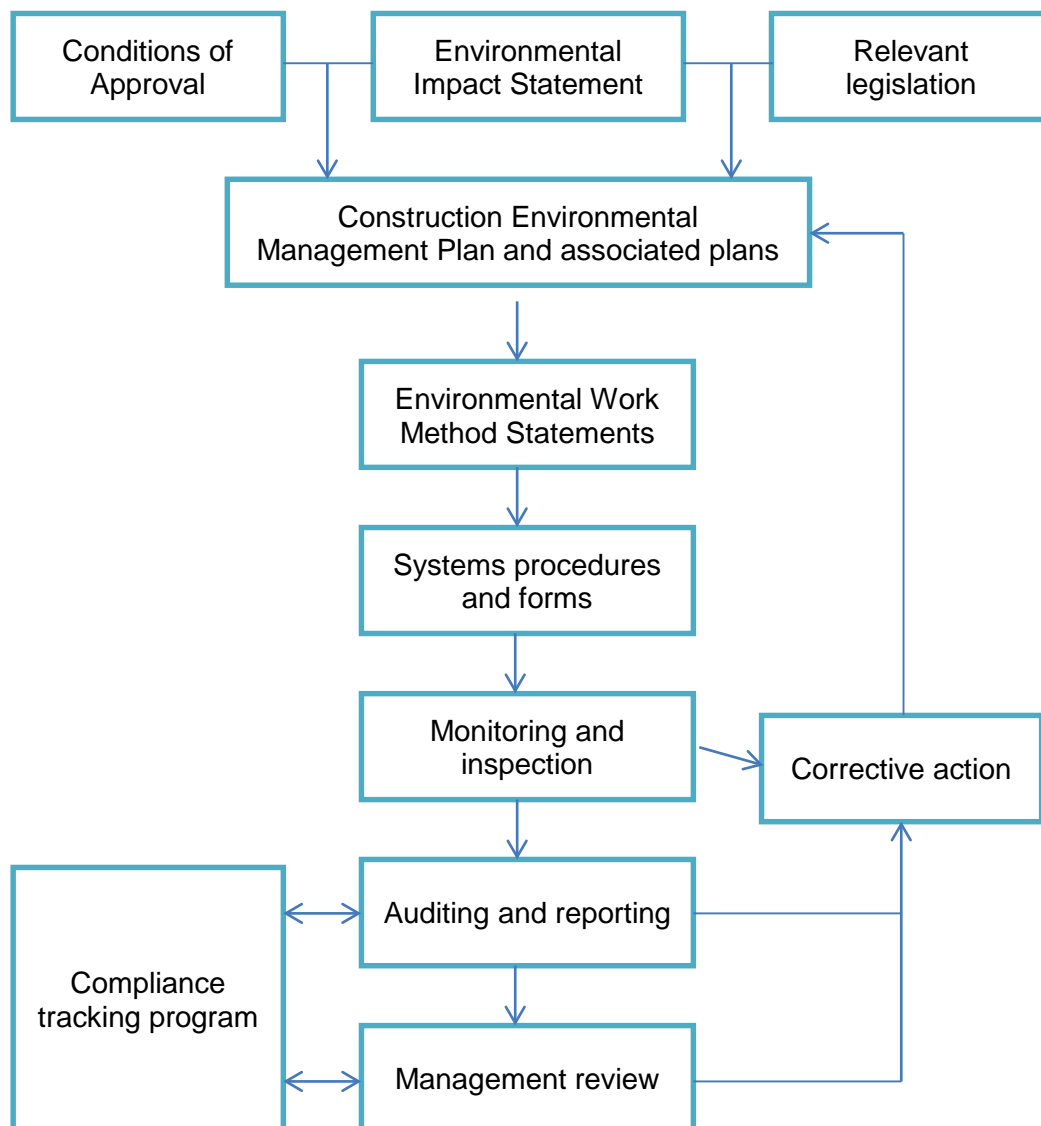 Conditions of
Approval
Environmental
Impact Statement
Relevant
legislation
Construction Environmental
Management Plan and associated plans
Environmental Work
Method Statements
Systems procedures
and forms
Monitoring and
inspection
Corrective action
Auditing and reporting
Compliance
tracking program
Management review